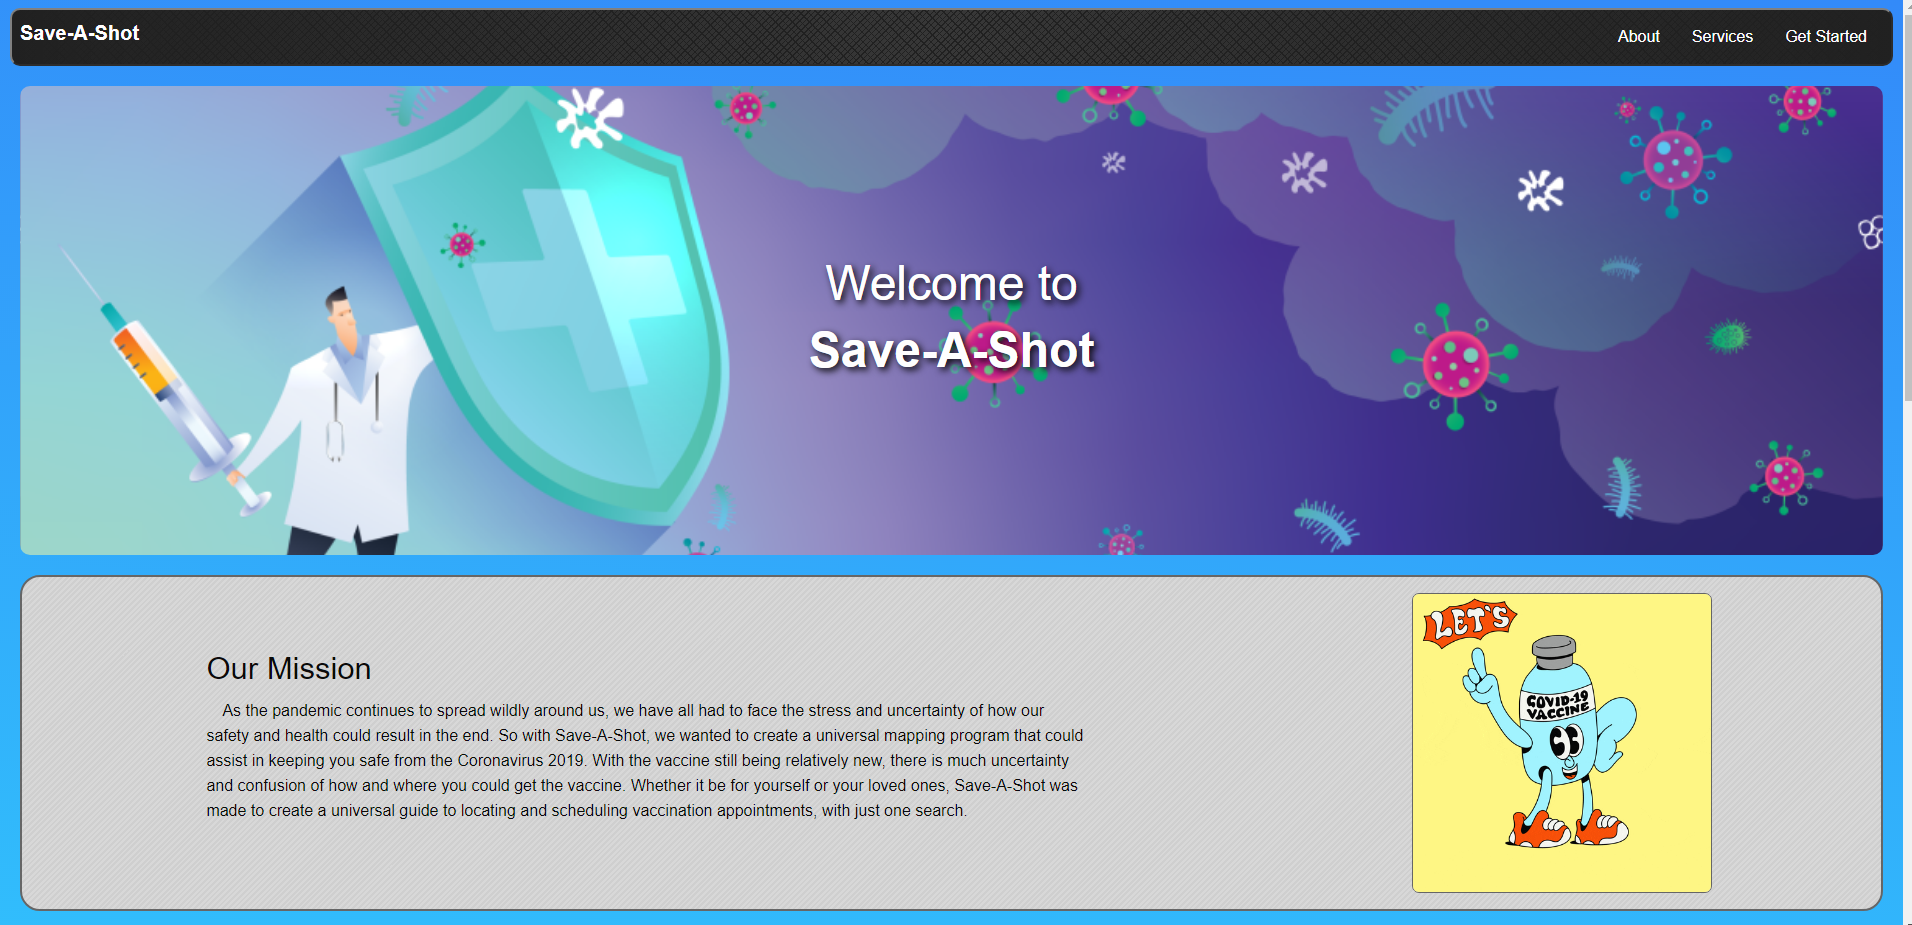 Save-A-Shot
About Services Get Started
Welcome to
Save-A-Shot
Our Mission
As the pandemic continues to spread wildly around us, we have all had to face the stress and uncertainty of how our
safety and health could result in the end. So with Save-A-Shot, we wanted to create a universal mapping program that could
assist in keeping you safe from the Coronavirus 2019. With the vaccine still being relatively new, there is much uncertainty
and confusion of how and where you could get the vaccine. Whether it be for yourself or your loved ones, Save-A-Shot was
made to create a universal guide to locating and scheduling vaccination appointments, with just one search.
LET'S
COVID-19
VACCINE